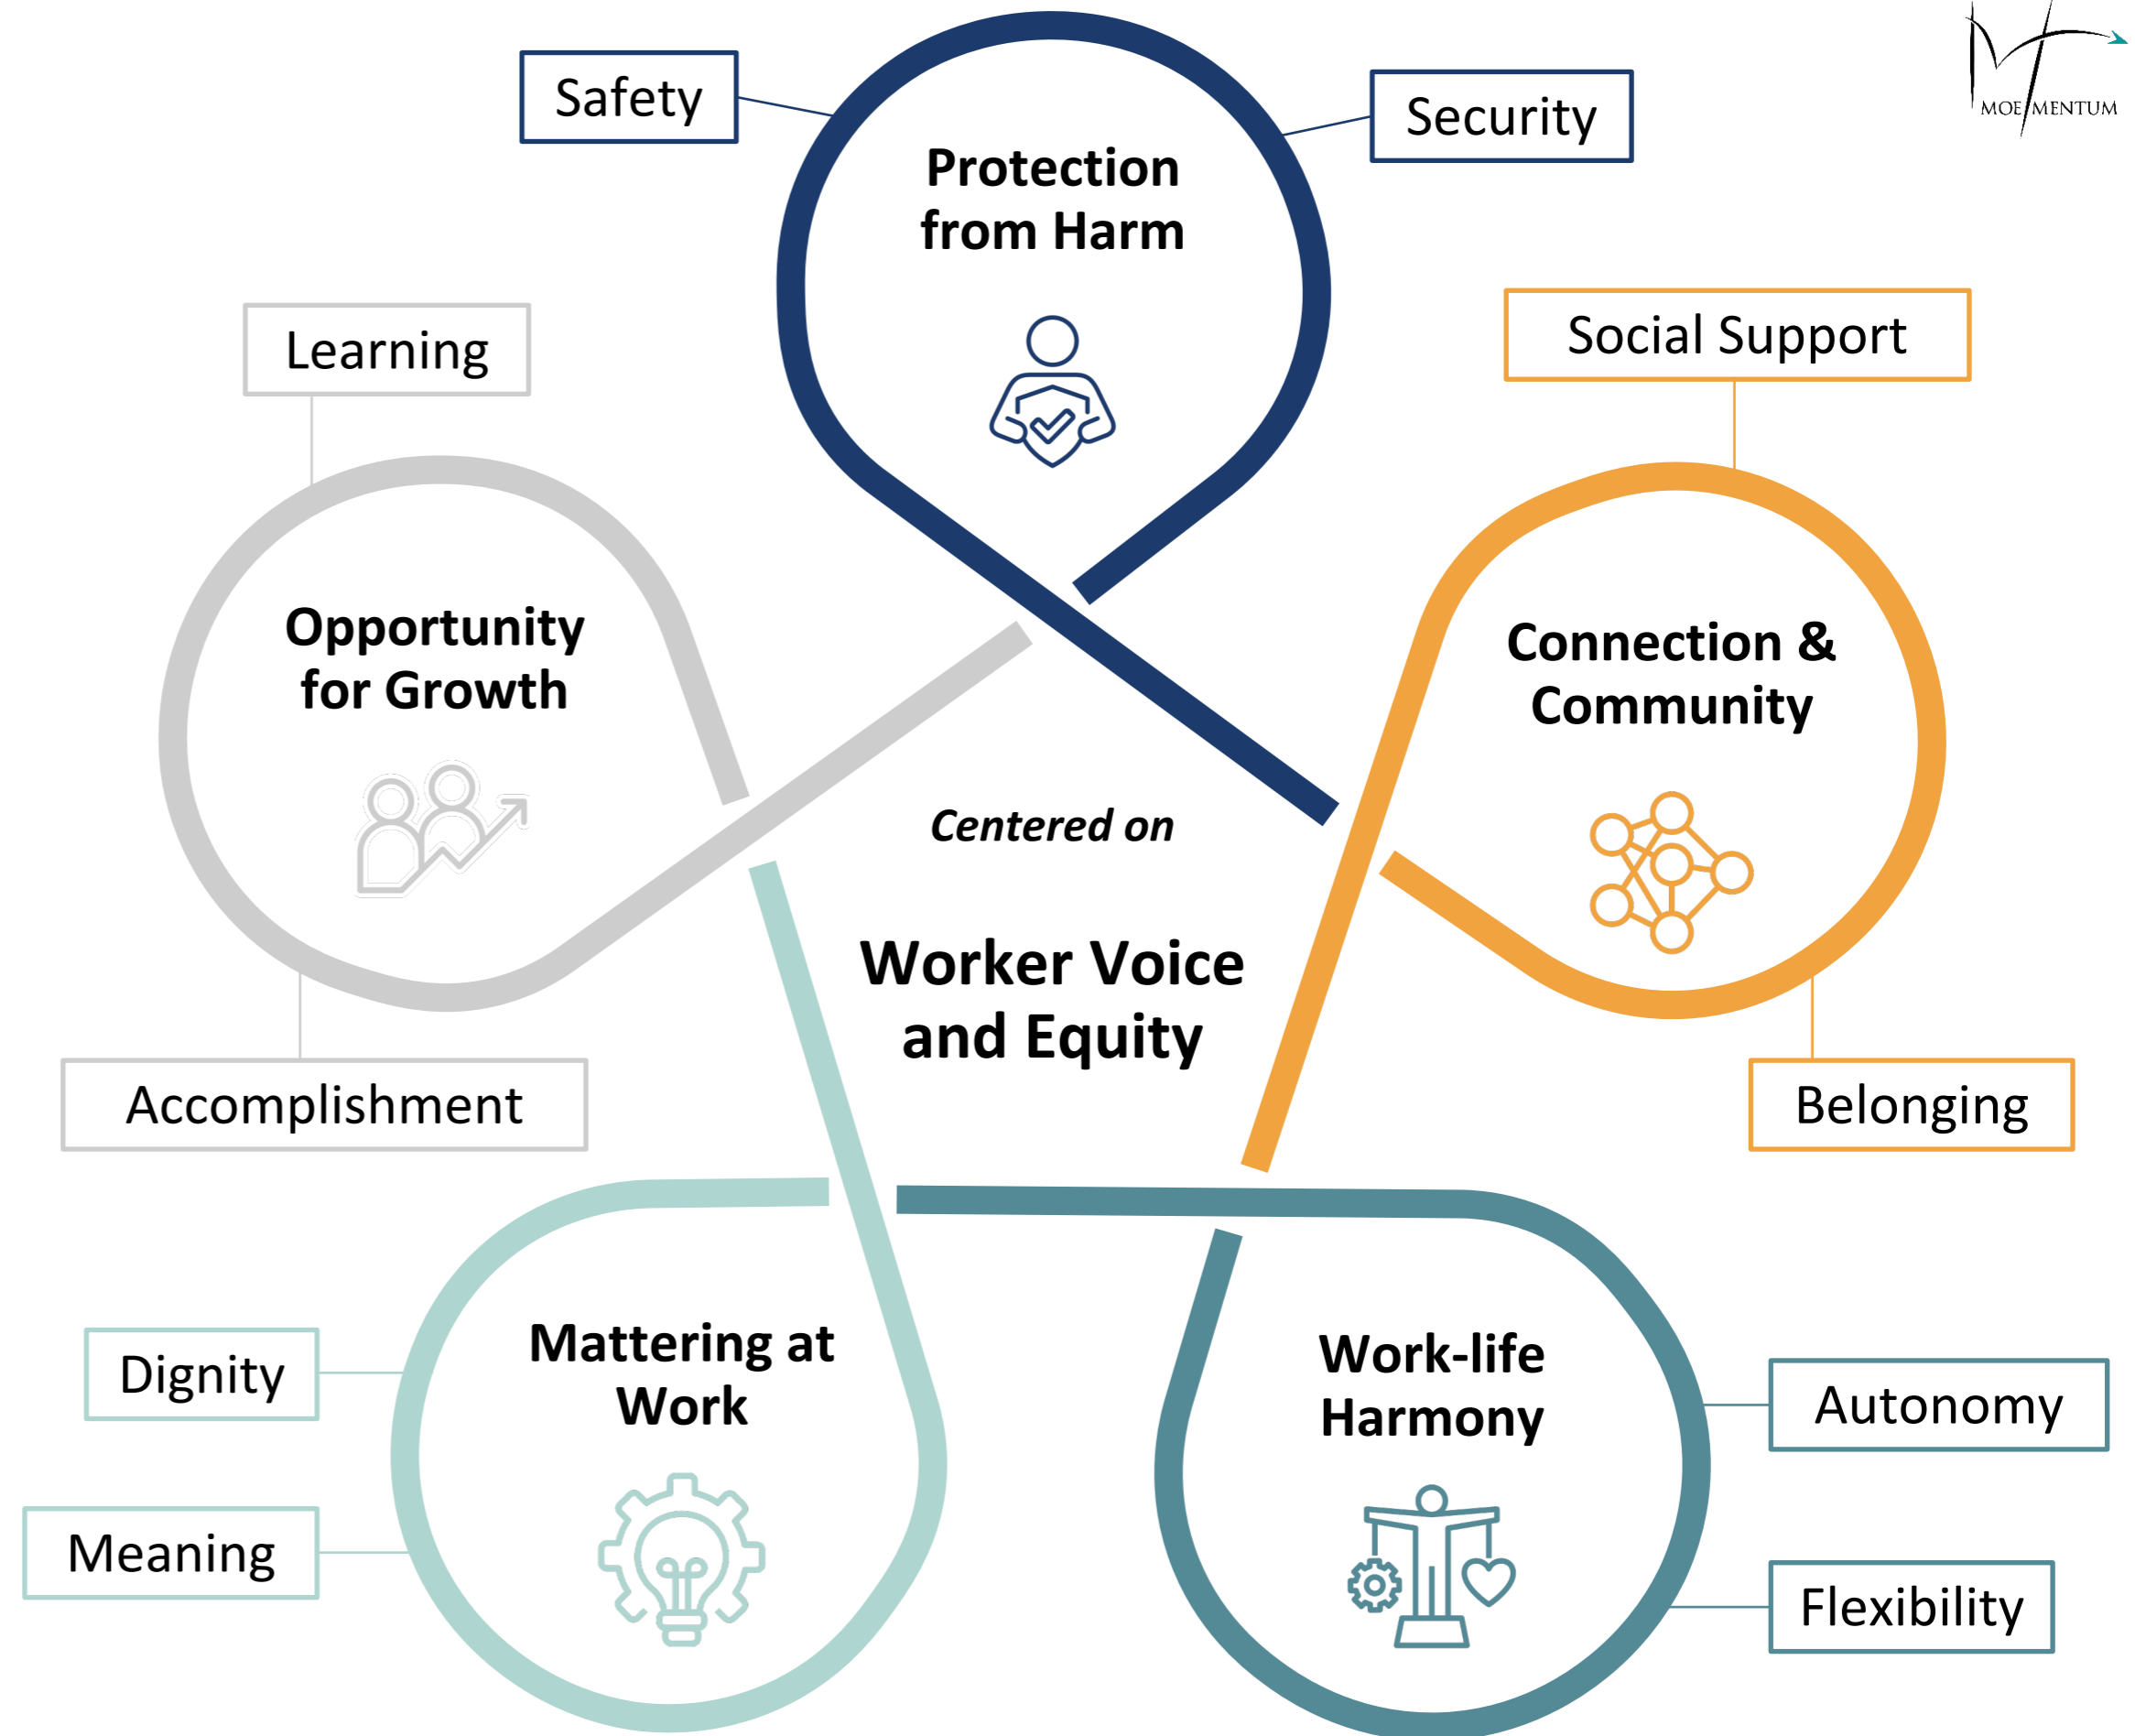 MOE MENTUM
Safety
Security
Protection
from Harm
Learning
Social Support
Opportunity
for Growth
Connection &
Community
Centered on
Worker Voice
and Equity
Accomplishment
Belonging
Mattering at
Work
Dignity
Meaning
Work-life
Harmony
Autonomy
Flexibility